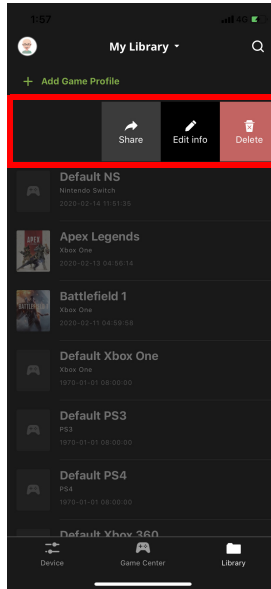 1:57
4G
My Library
+ Add Game Profile
Share
Edit info
Delete
Default NS
Nintendo Switch
2020-02-14 11:51:35
Apex Legends
Xbox One
2020-02-13 04:56:14
Battlefield 1
Xbox One
2020-02-11 04:59:58
Default Xbox One
Xbox One
1970-01-01 08:00:00
Default PS3
PS3
1970-01-01 08:00:00
Default PS4
PS4
1970-01-01 08:00:00
Default Xbox 360
Device
Game Center
Library